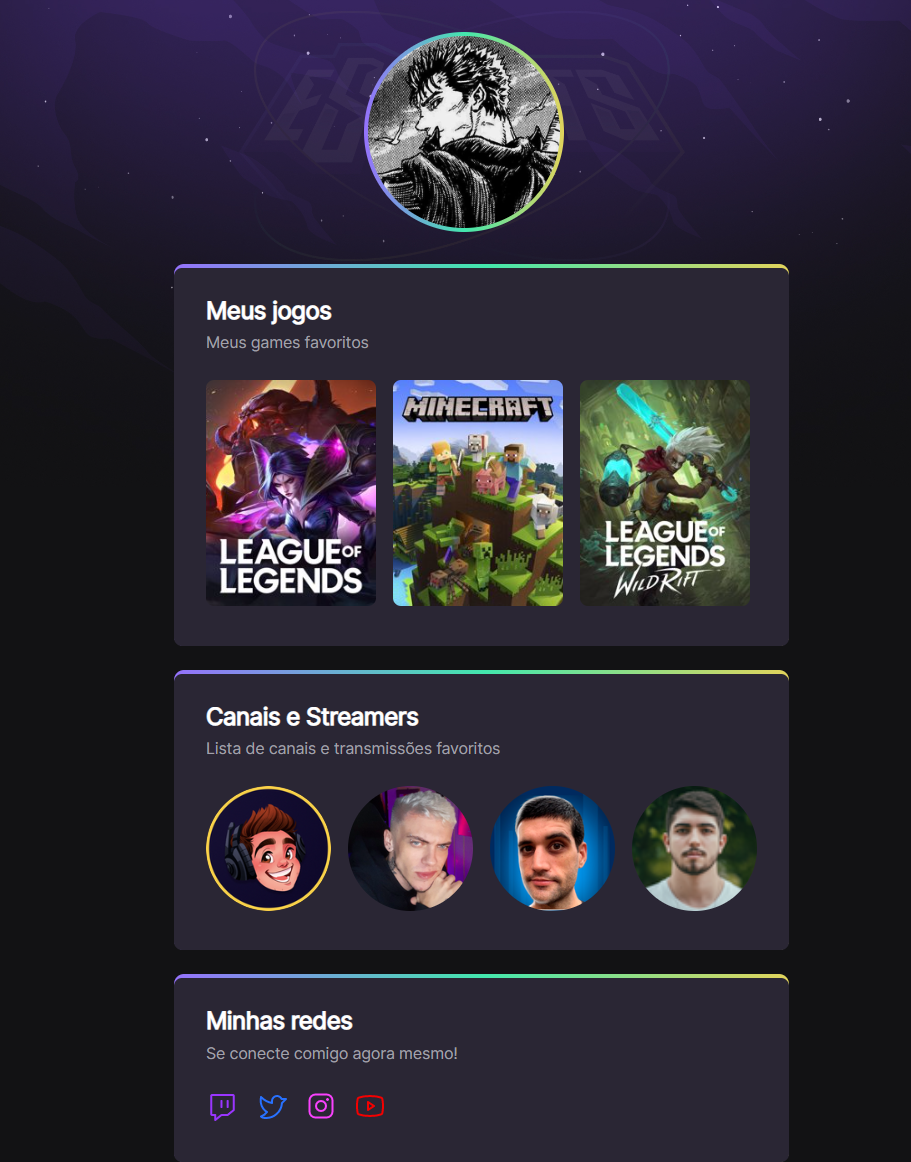 Meus jogos
Meus games favoritos
LEAGUE OF
LEGENDS
MINECRAFT
LEAGUE OF
LEGENDS
WILD RIFT
Canais e Streamers
Lista de canais e transmissões favoritos
Minhas redes
Se conecte comigo agora mesmo!